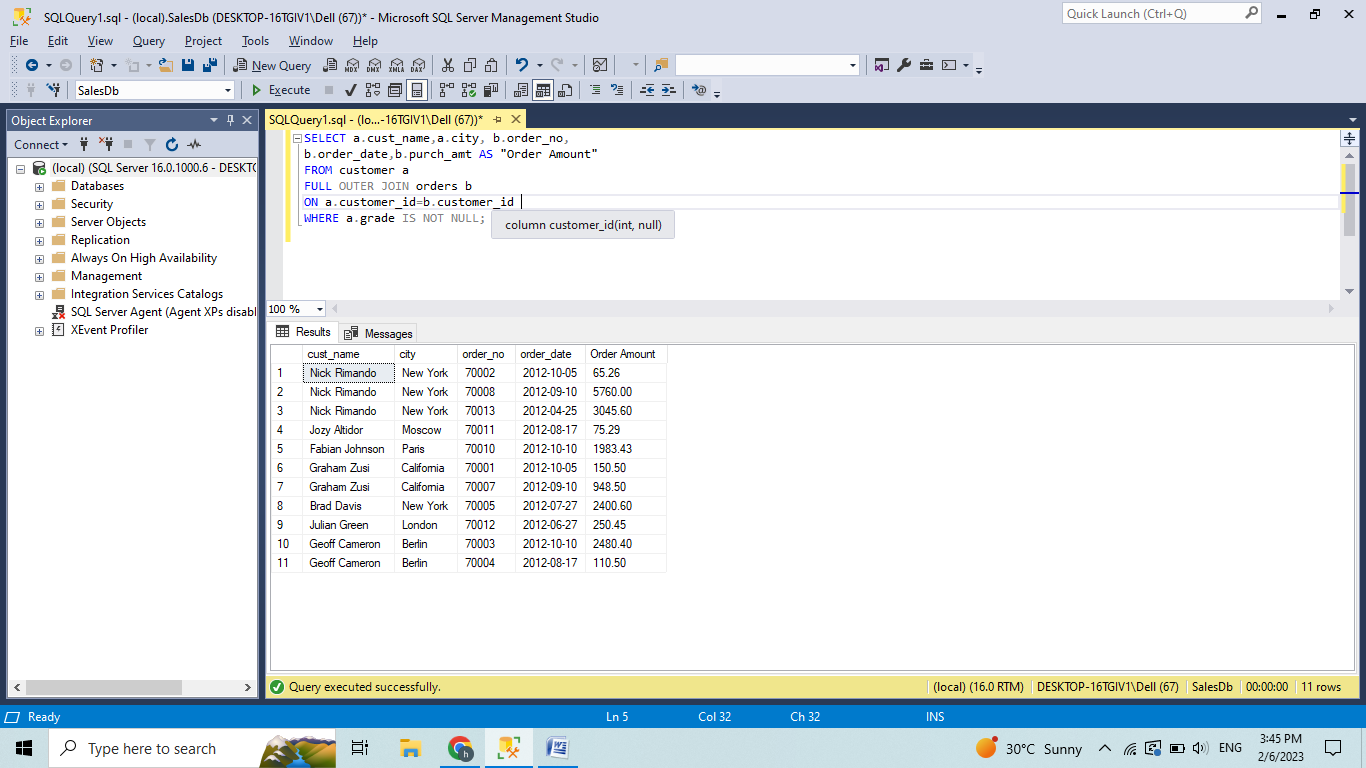 SQLQuery1.sql - (local).SalesDb (DESKTOP-16TGIV1\Dell (67))* - Microsoft SQL Server Management Studio
Quick Launch (Ctrl+Q)
File Edit View Query Project Tools Window Help
New Query MDX DMX XMLA DAX
SalesDb Execute
Object Explorer
Connect
(local) (SQL Server 16.0.1000.6 - DESKT
Databases
Security
Server Objects
Replication
Always On High Availability
Management
Integration Services Catalogs
SQL Server Agent (Agent XPs disabl
XEvent Profiler
SQLQuery1.sql - (lo...-16TGIV1\Dell (67))*
SELECT a.cust_name,a.city, b.order_no,
b.order_date,b.purch_amt AS "Order Amount"
FROM customer a
FULL OUTER JOIN orders b
ON a.customer_id=b.customer_id
WHERE a.grade IS NOT NULL;
column customer_id(int, null)
100 %
Results Messages
cust_name city order_no order_date Order Amount
1 Nick Rimando New York 70002 2012-10-05 65.26
2 Nick Rimando New York 70008 2012-09-10 5760.00
3 Nick Rimando New York 70013 2012-04-25 3045.60
4 Jozy Altidor Moscow 70011 2012-08-17 75.29
5 Fabian Johnson Paris 70010 2012-10-10 1983.43
6 Graham Zusi California 70001 2012-10-05 150.50
7 Graham Zusi California 70007 2012-09-10 948.50
8 Brad Davis New York 70005 2012-07-27 2400.60
9 Julian Green London 70012 2012-06-27 250.45
10 Geoff Cameron Berlin 70003 2012-10-10 2480.40
11 Geoff Cameron Berlin 70004 2012-08-17 110.50
Query executed successfully. (local) (16.0 RTM) DESKTOP-16TGIV1\Dell (67) SalesDb 00:00:00 11 rows
Ready Ln 5 Col 32 Ch 32 INS
Type here to search
30°C Sunny
ENG
3:45 PM
2/6/2023